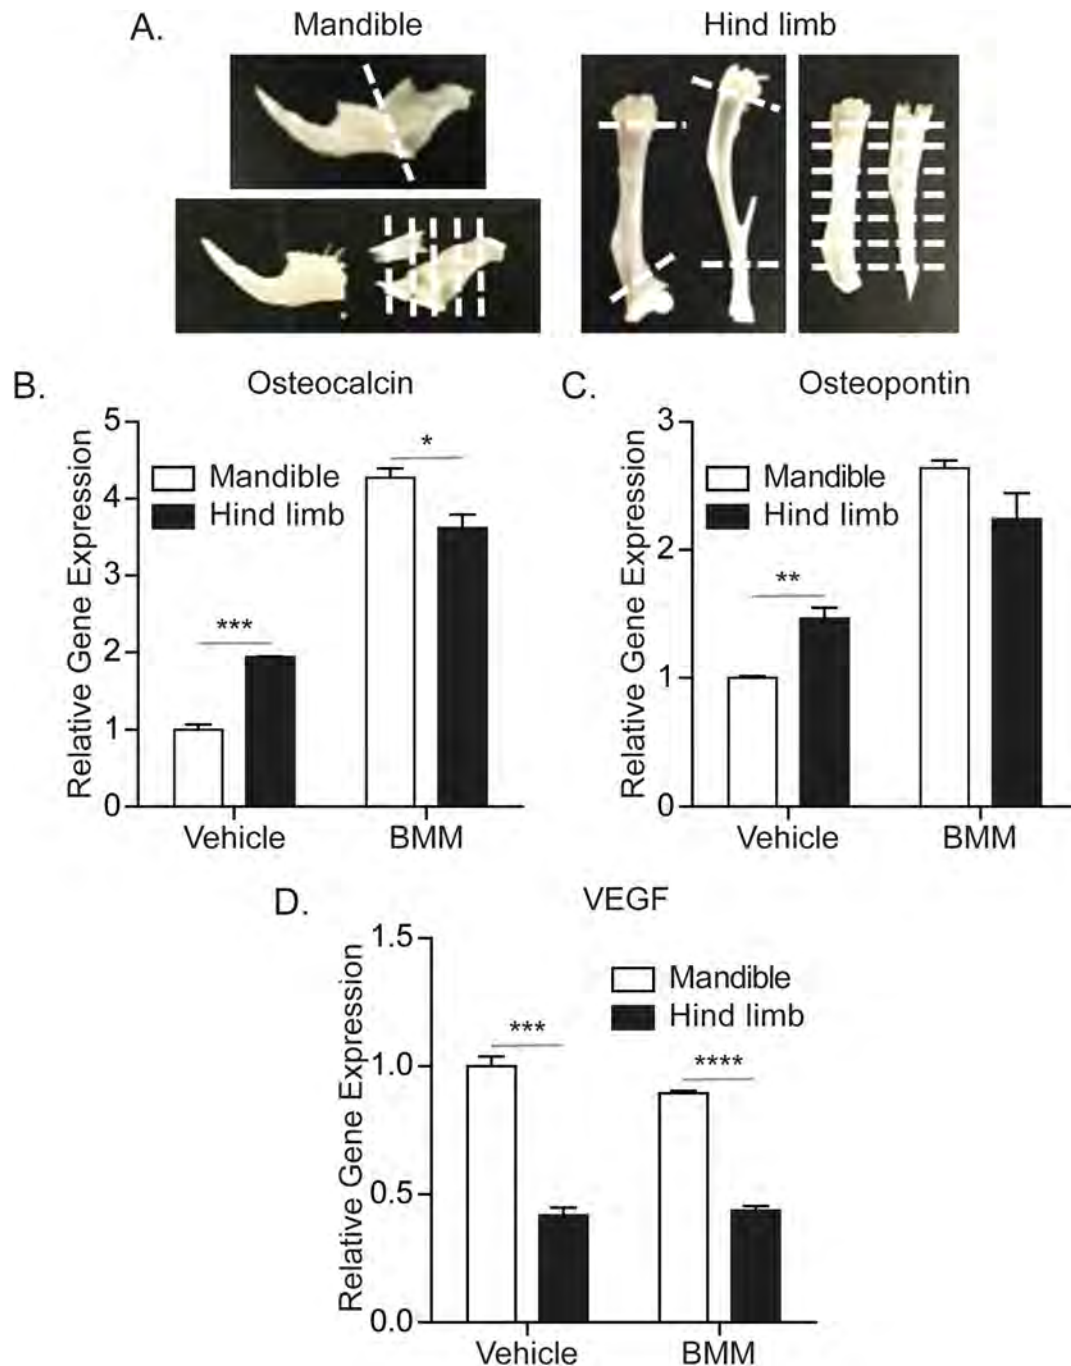 A.
Mandible
Hind limb
B.
Osteocalcin
Relative Gene Expression
5
4
3
2
1
0
Mandible
Hind limb
***
*
Vehicle
BMM
C.
Osteopontin
Relative Gene Expression
3
2
1
0
Mandible
Hind limb
**
Vehicle
BMM
D.
VEGF
Relative Gene Expression
1.5
1.0
0.5
0.0
Mandible
Hind limb
***
****
Vehicle
BMM